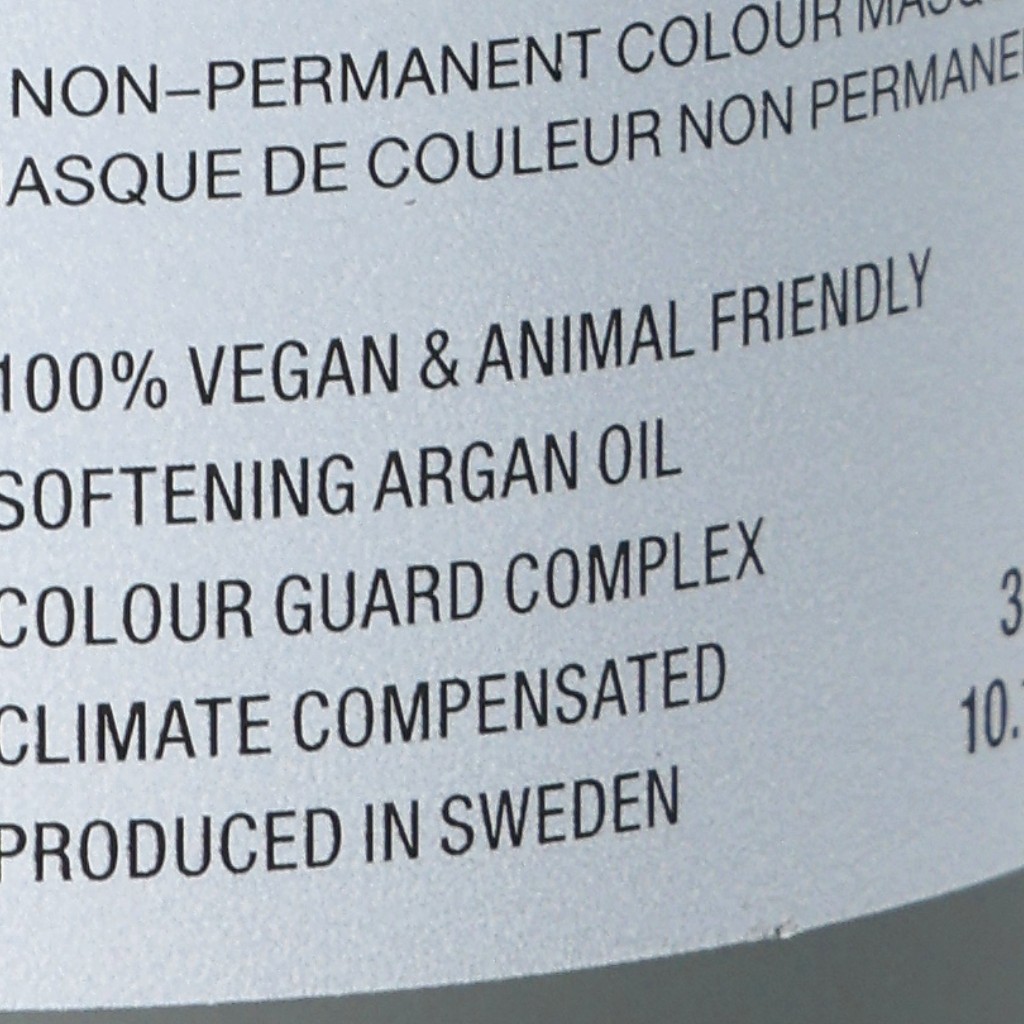 NON-PERMANENT COLOUR
DE COULEUR NON
100% VEGAN & ANIMAL FRIENDLY
SOFTENING ARGAN OIL
COLOUR GUARD COMPLEX
CLIMATE COMPENSATED
PRODUCED IN SWEDEN